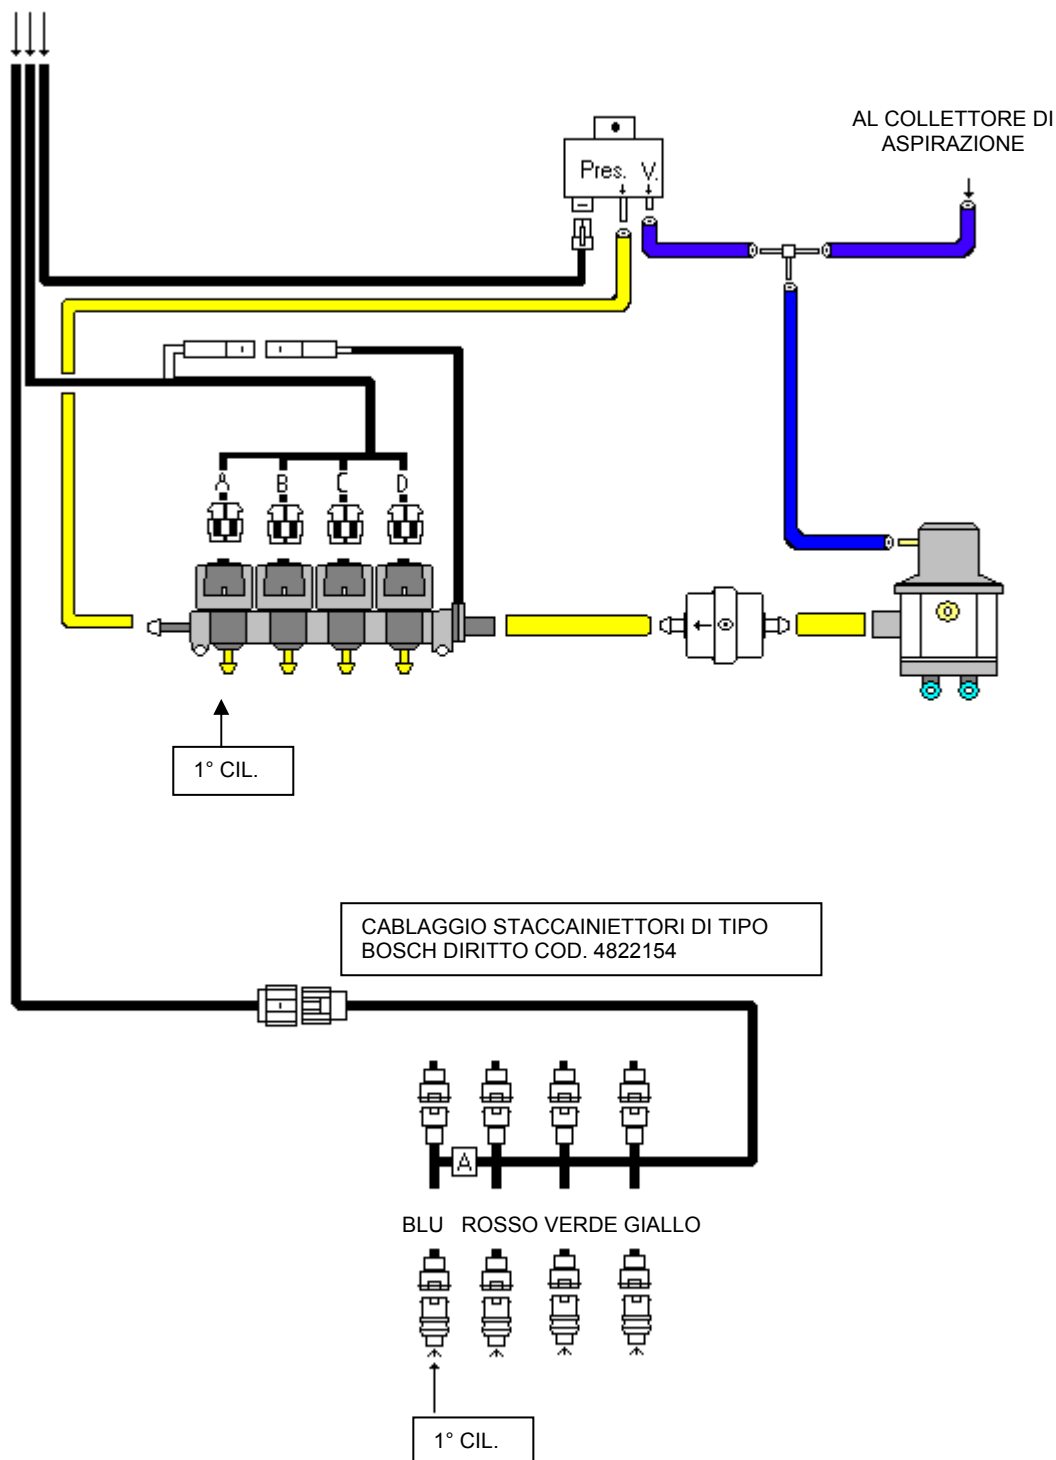 AL COLLETTORE DI
ASPIRAZIONE
Pres. V.
A B C D
1° CIL.
CABLAGGIO STACCAINIETTORI DI TIPO
BOSCH DIRITTO COD. 4822154
A
BLU ROSSO VERDE GIALLO
1° CIL.